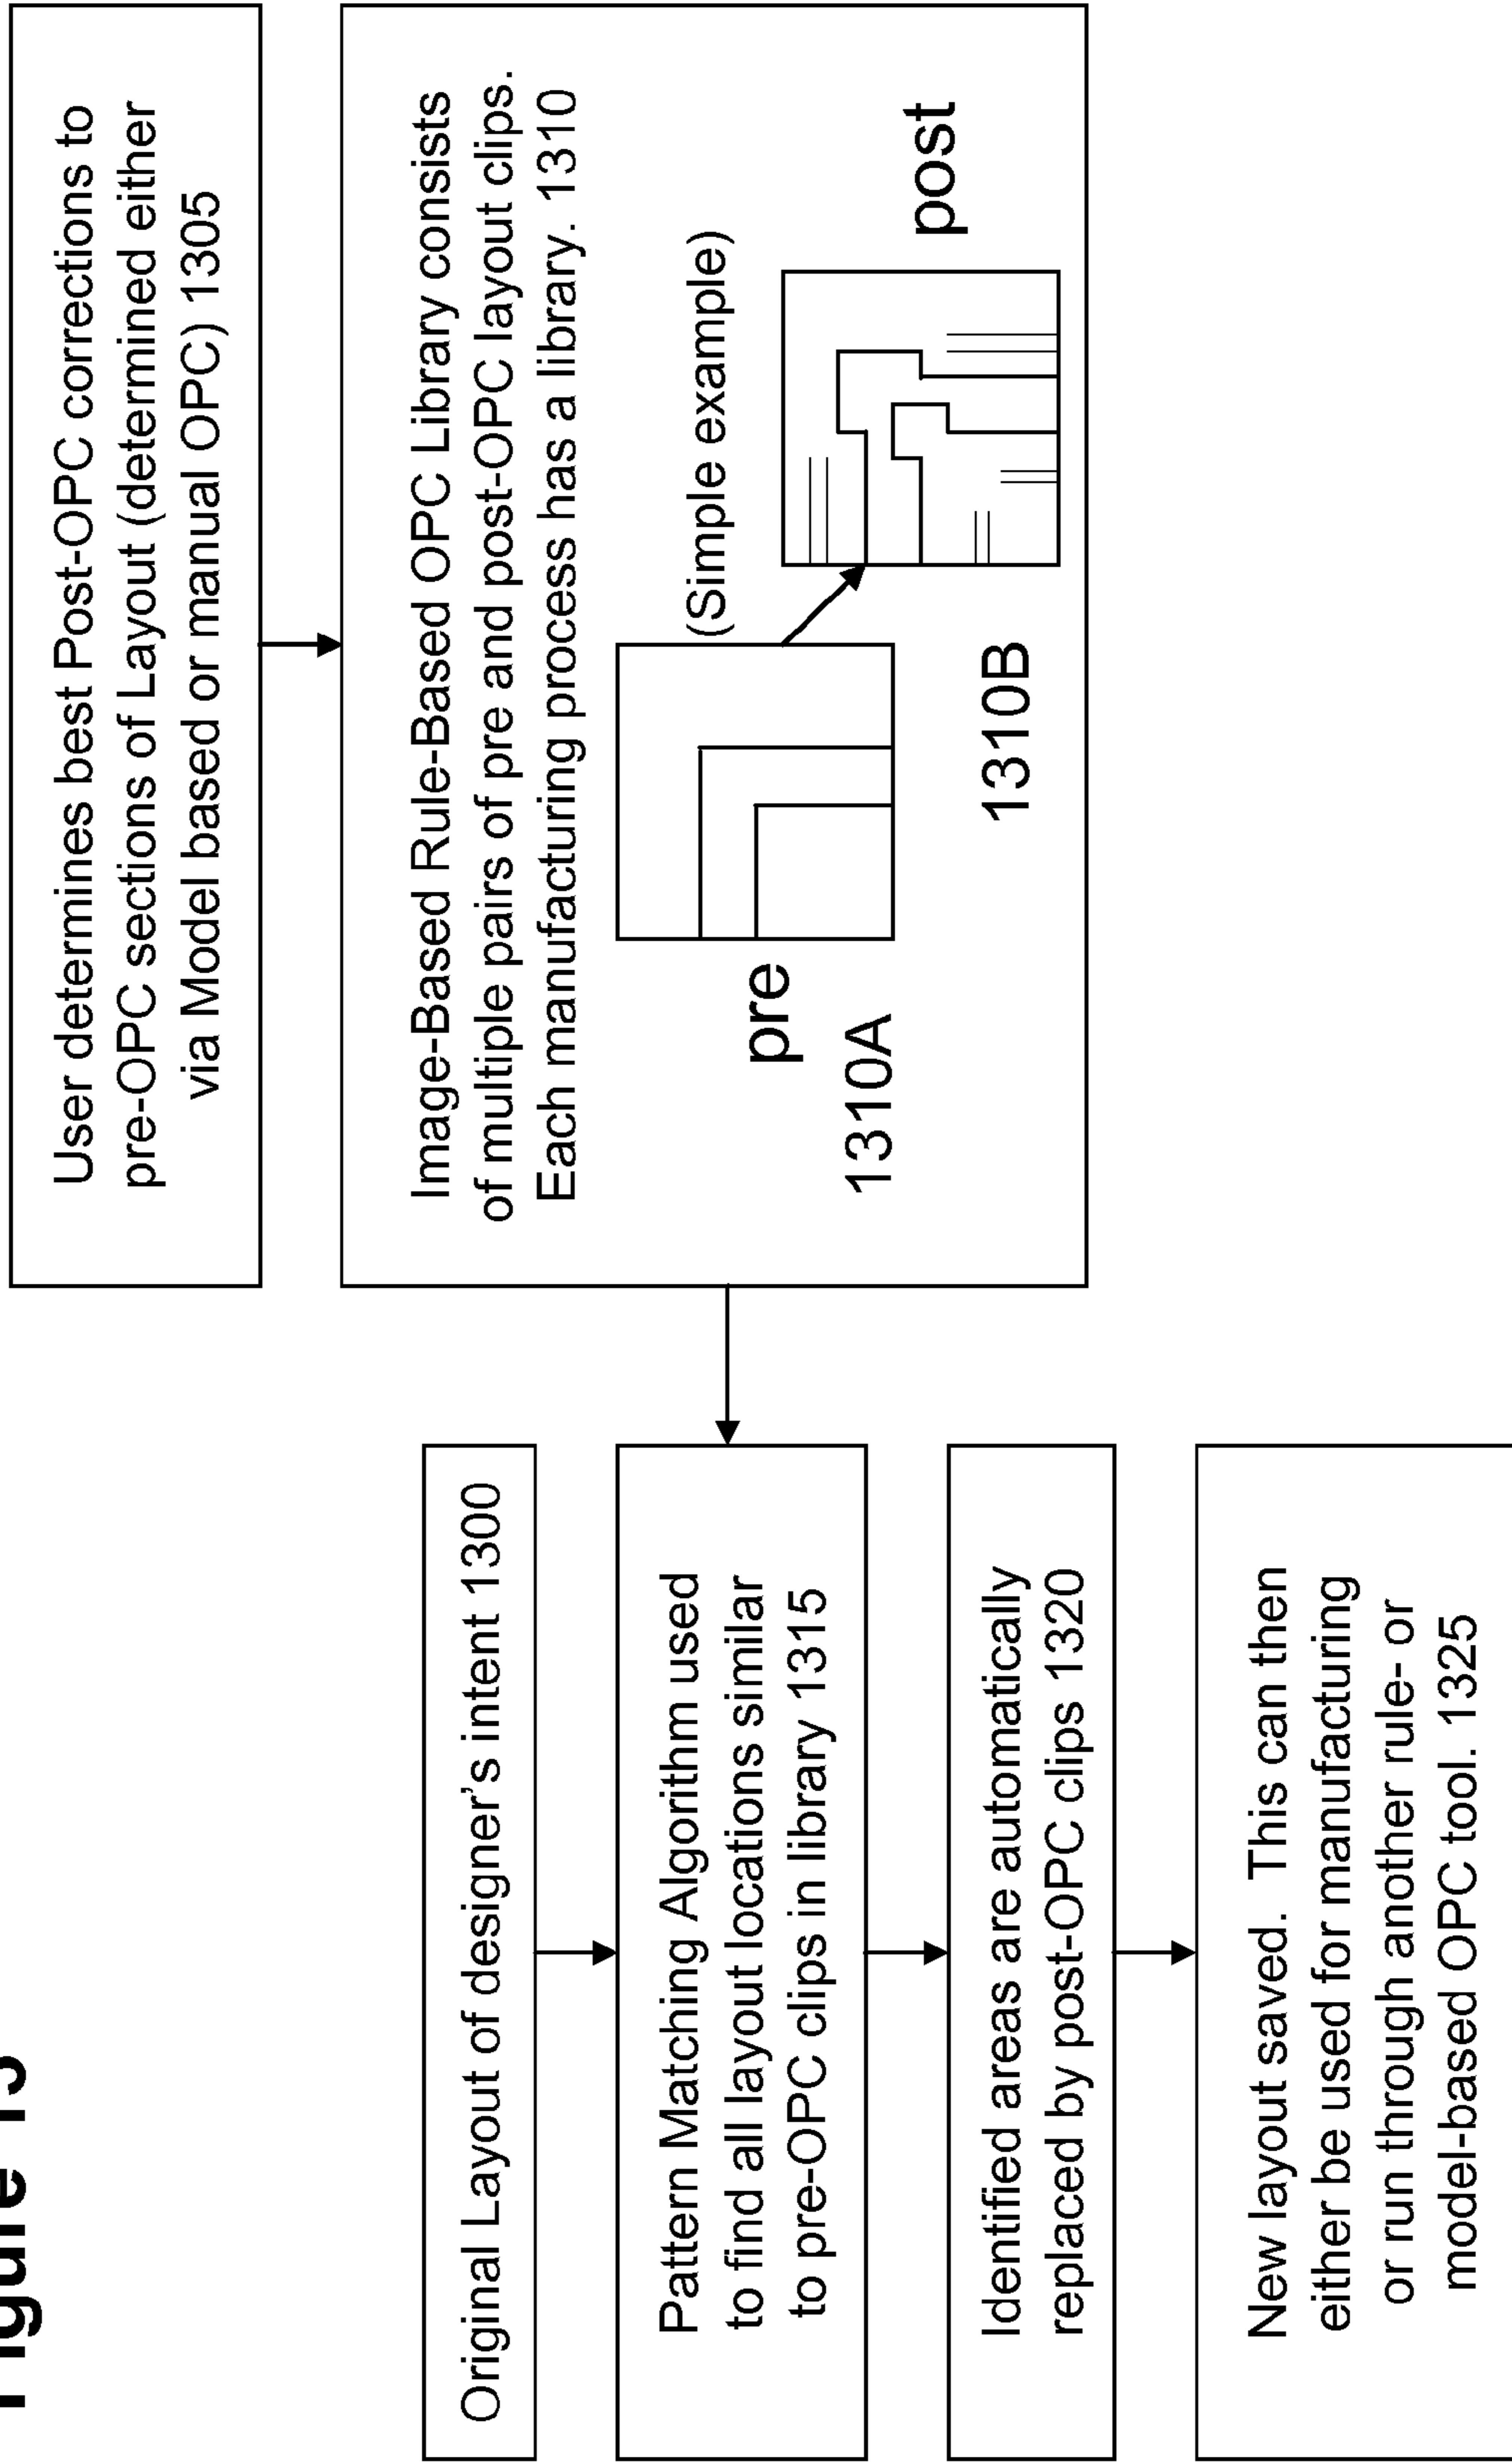 Figure 13
User determines best Post-OPC corrections to
pre-OPC sections of Layout (determined either
via Model based or manual OPC) 1305
Image-Based Rule-Based OPC Library consists
of multiple pairs of pre and post-OPC layout clips.
Each manufacturing process has a library. 1310
(Simple example)
pre
1310A
post
1310B
Original Layout of designer's intent 1300
Pattern Matching Algorithm used
to find all layout locations similar
to pre-OPC clips in library 1315
Identified areas are automatically
replaced by post-OPC clips 1320
New layout saved.  This can then
either be used for manufacturing
or run through another rule- or
model-based OPC tool. 1325